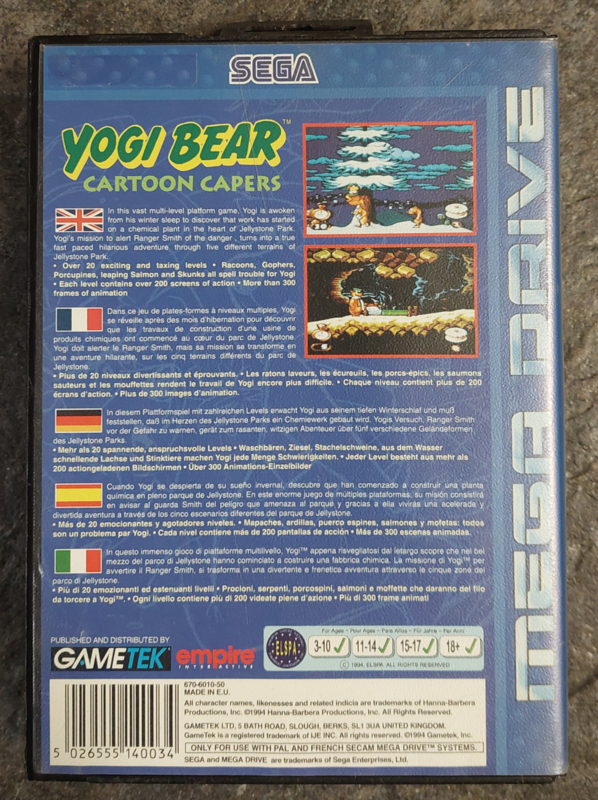 SEGA
YOGI BEAR™
CARTOON CAPERS
In this vast multi-level platform game, Yogi is awoken
from his winter sleep to discover that work has started
on a chemical plant in the heart of Jellystone Park.
Yogi's mission to alert Ranger Smith of the danger , turns into a true
fast paced hilarious adventure through five different terrains of
Jellystone Park.
• Over 20 exciting and taxing levels • Racoons, Gophers,
Porcupines, leaping Salmon and Skunks all spell trouble for Yogi
• Each level contains over 200 screens of action • More than 300
frames of animation
Dans ce jeu de plates-formes à niveaux multiples, Yogi
se réveille après des mois d'hibernation pour découvrir
que les travaux de construction d'une usine de
produits chimiques ont commencé au cœur du parc de Jellystone.
Yogi doit alerter le Ranger Smith, mais sa mission se transforme en
une aventure hilarante, sur les cinq terrains différents du parc de
Jellystone.
• Plus de 20 niveaux divertissants et éprouvants. • Les ratons laveurs, les écureuils, les porcs-épics, les saumons
sauteurs et les mouffettes rendent le travail de Yogi encore plus difficile. • Chaque niveau contient plus de 200
écrans d'action. • Plus de 300 images d'animation.
In diesem Plattformspiel mit zahlreichen Levels erwacht Yogi aus seinem tiefen Winterschlaf und muß
feststellen, daß im Herzen des Jellystone Parks ein Chemiewerk gebaut wird. Yogis Versuch, Ranger Smith
vor der Gefahr zu warnen, gerät zum rasanten, witzigen Abenteuer über fünf verschiedene Geländeformen
des Jellystone Parks.
• Mehr als 20 spannende, anspruchsvolle Levels • Waschbären, Ziesel, Stachelschweine, aus dem Wasser
schnellende Lachse und Stinktiere machen Yogi jede Menge Schwierigkeiten. • Jeder Level besteht aus mehr als
200 actiongeladenen Bildschirmen • Über 300 Animations-Einzelbilder
Cuando Yogi se despierta de su sueño invernal, descubre que han comenzado a construir una planta
química en pleno parque de Jellystone. En este enorme juego de múltiples plataformas, su misión consistirá
en avisar al guarda Smith del peligro que amenaza al parque y gracias a ella vivirás una acelerada y
divertida aventura a través de los cinco escenarios diferentes del parque de Jellystone.
• Más de 20 emocionantes y agotadores niveles. • Mapaches, ardillas, puerco espines, salmones y mofetas: todos
son un problema par Yogi. • Cada nivel contiene más de 200 pantallas de acción • Más de 300 escenas animadas.
In questo immenso gioco di piattaforme multilivello, Yogi™ appena risvegliatosi dal letargo scopre che nel bel
mezzo del parco di Jellystone hanno cominciato a costruire una fabbrica chimica. La missione di Yogi™ per
avvertire il Ranger Smith, si trasforma in una divertente e frenetica avventura attraverso le cinque zone del
parco di Jellystone.
• Più di 20 emozionanti ed estenuanti livelli • Procioni, serpenti, porcospini, salmoni e moffette che daranno del filo
da torcere a Yogi™. • Ogni livello contiene più di 200 videate piene d'azione • Più di 300 frame animati
MEGA DRIVE
PUBLISHED AND DISTRIBUTED BY
GAMETEK
empire
INTERACTIVE
ELSPA
For Ages - Pour Ages - Para Años - Für Jahre - Per Anni
3-10 ✓ 11-14 ✓ 15-17 ✓ 18+ ✓
© 1994. ELSPA. ALL RIGHTS RESERVED
670-6010-50
MADE IN E.U.
All character names, likenesses and related indicia are trademarks of Hanna-Barbera
Productions, Inc. ©1994 Hanna-Barbera Productions, Inc. All Rights Reserved.
GAMETEK LTD, 5 BATH ROAD, SLOUGH, BERKS, SL1 3UA UNITED KINGDOM.
GameTek is a registered trademark of IJE INC. All rights reserved. ©1994 Gametek, Inc.
ONLY FOR USE WITH PAL AND FRENCH SECAM MEGA DRIVE™ SYSTEMS.
SEGA and MEGA DRIVE are trademarks of Sega Enterprises, Ltd.
5 026555 140034